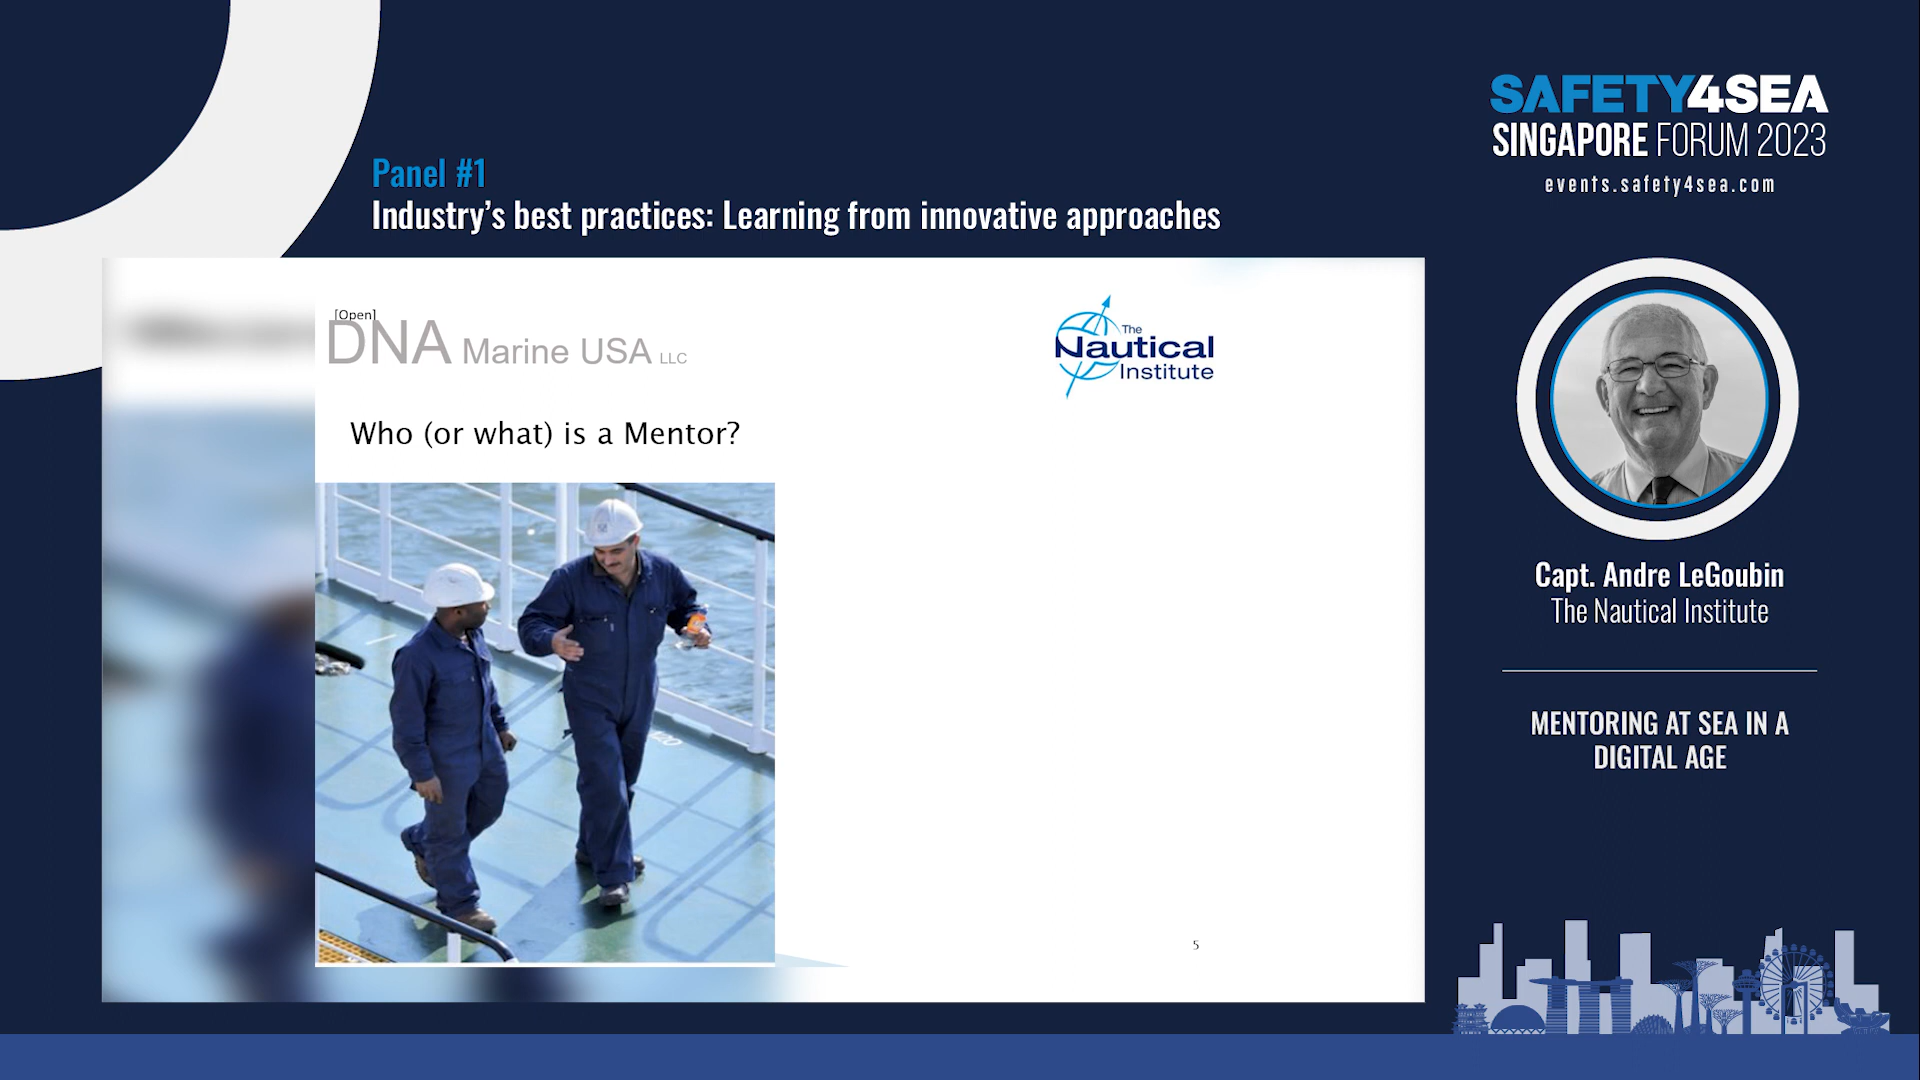 SAFETY4SEA
SINGAPORE FORUM 2023
events.safety4sea.com
Panel #1
Industry's best practices: Learning from innovative approaches
[Open]
DNA Marine USA LLC
The
Nautical
Institute
Who (or what) is a Mentor?
5
Capt. Andre LeGoubin
The Nautical Institute
MENTORING AT SEA IN A
DIGITAL AGE